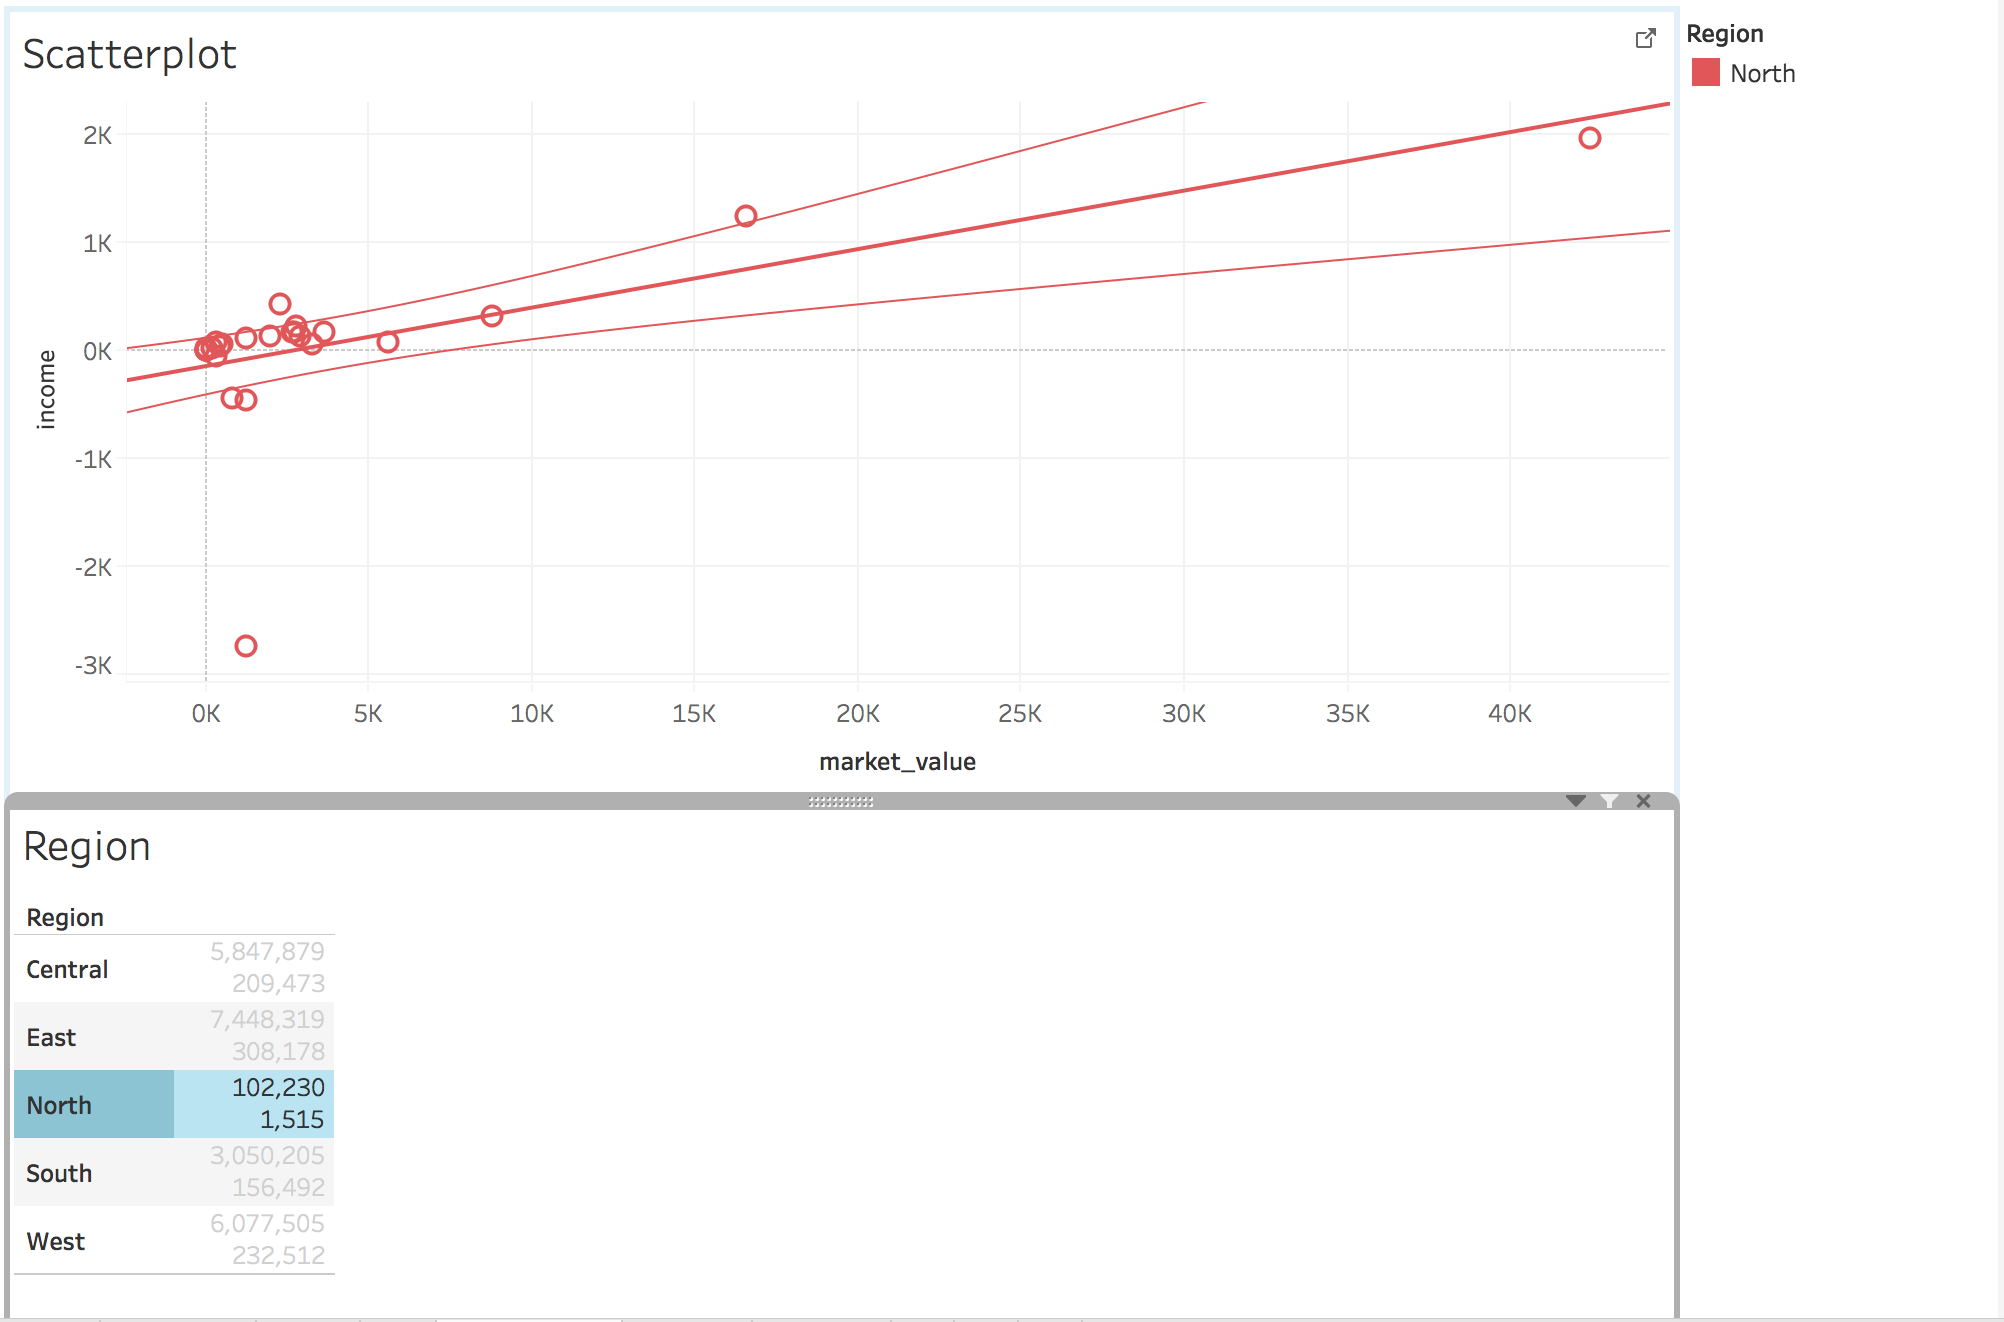 Scatterplot
Region
North
2K
1K
0K
-1K
-2K
-3K
income
0K 5K 10K 15K 20K 25K 30K 35K 40K
market_value
Region
Region
Central 5,847,879
209,473
East 7,448,319
308,178
North 102,230
1,515
South 3,050,205
156,492
West 6,077,505
232,512